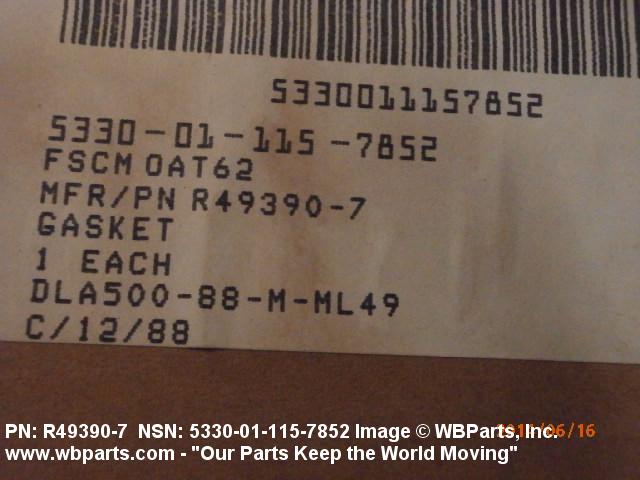 5330011157852
5330-01-115-7852
FSCM OAT62
MFR/PN R49390-7
GASKET
1 EACH
DLA500-88-M-ML49
C/12/88
PN: R49390-7 NSN: 5330-01-115-7852 Image © WBParts, Inc.
www.wbparts.com - "Our Parts Keep the World Moving"